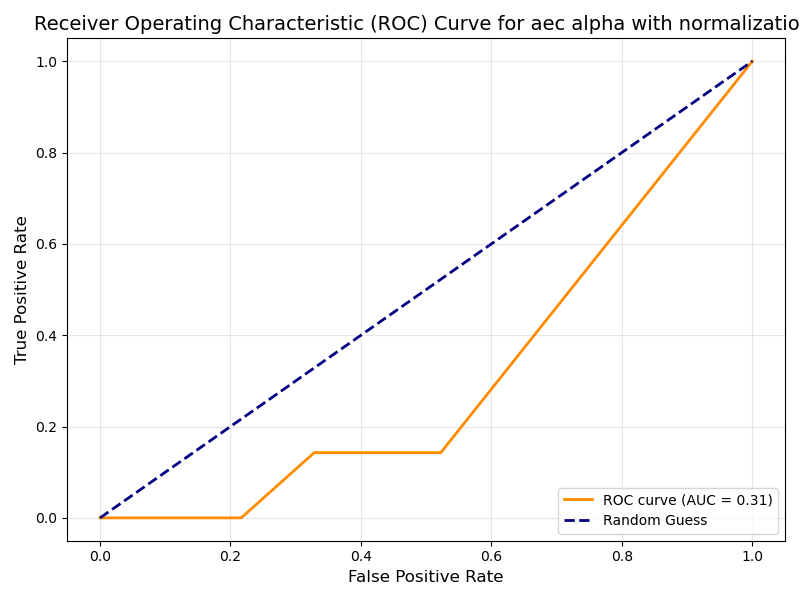 Receiver Operating Characteristic (ROC) Curve for aec alpha with normalizatio
1.0
0.8
0.6
0.4
0.2
0.0
True Positive Rate
ROC curve (AUC = 0.31)
Random Guess
0.0 0.2 0.4 0.6 0.8 1.0
False Positive Rate